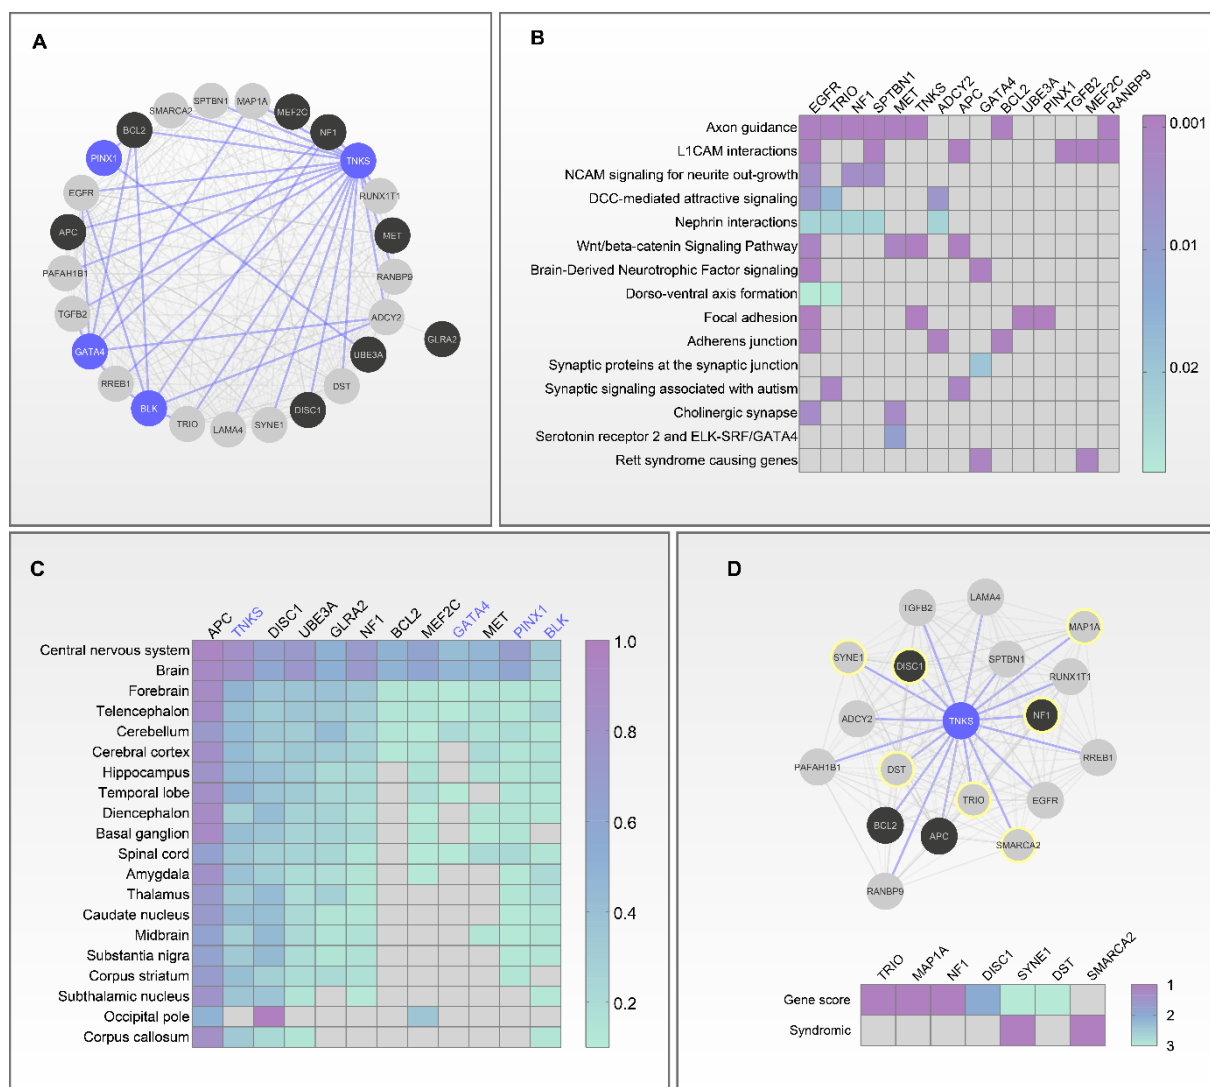 A
SPTBN1
MAP1A
SMARCA2
MEF2C
BCL2
NF1
PINX1
TNKS
EGFR
RUNX1T1
APC
MET
PAFAH1B1
RANBP9
TGFB2
ADCY2
GLRA2
GATA4
UBE3A
RREB1
DST
BLK
DISC1
TRIO
LAMA4
SYNE1
B
EGFR
TRIO
NF1
SPTBN1
MET
TNKS
ADCY2
APC
GATA4
BCL2
UBE3A
PINX1
TGFB2
MEF2C
RANBP9
Axon guidance
L1CAM interactions
NCAM signaling for neurite out-growth
DCC-mediated attractive signaling
Nephrin interactions
Wnt/beta-catenin Signaling Pathway
Brain-Derived Neurotrophic Factor signaling
Dorso-ventral axis formation
Focal adhesion
Adherens junction
Synaptic proteins at the synaptic junction
Synaptic signaling associated with autism
Cholinergic synapse
Serotonin receptor 2 and ELK-SRF/GATA4
Rett syndrome causing genes
0.001
0.01
0.02
C
APC
TNKS
DISC1
UBE3A
GLRA2
NF1
BCL2
MEF2C
GATA4
MET
PINX1
BLK
Central nervous system
Brain
Forebrain
Telencephalon
Cerebellum
Cerebral cortex
Hippocampus
Temporal lobe
Diencephalon
Basal ganglion
Spinal cord
Amygdala
Thalamus
Caudate nucleus
Midbrain
Substantia nigra
Corpus striatum
Subthalamic nucleus
Occipital pole
Corpus callosum
1.0
0.8
0.6
0.4
0.2
D
LAMA4
TGFB2
MAP1A
SYNE1
DISC1
SPTBN1
RUNX1T1
ADCY2
TNKS
NF1
PAFAH1B1
DST
RREB1
TRIO
EGFR
BCL2
APC
SMARCA2
RANBP9
TRIO
MAP1A
NF1
DISC1
SYNE1
DST
SMARCA2
Gene score
Syndromic
1
2
3